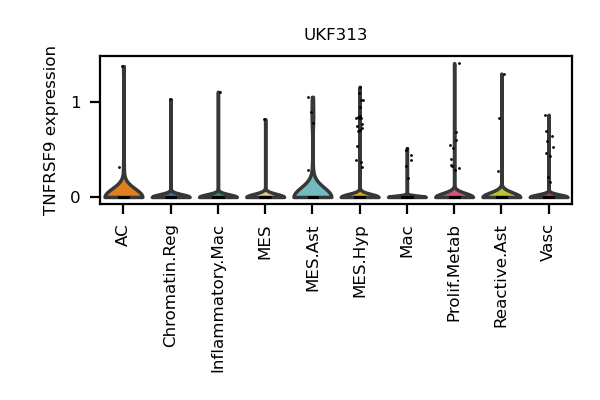 UKF313
TNFRSF9 expression
1
0
AC
Chromatin.Reg
Inflammatory.Mac
MES
MES.Ast
MES.Hyp
Mac
Prolif.Metab
Reactive.Ast
Vasc